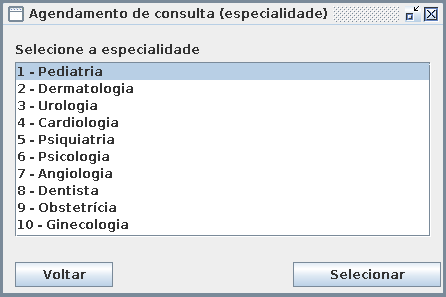 Agendamento de consulta (especialidade)
Selecione a especialidade
1 - Pediatria
2 - Dermatologia
3 - Urologia
4 - Cardiologia
5 - Psiquiatria
6 - Psicologia
7 - Angiologia
8 - Dentista
9 - Obstetrícia
10 - Ginecologia
Voltar
Selecionar